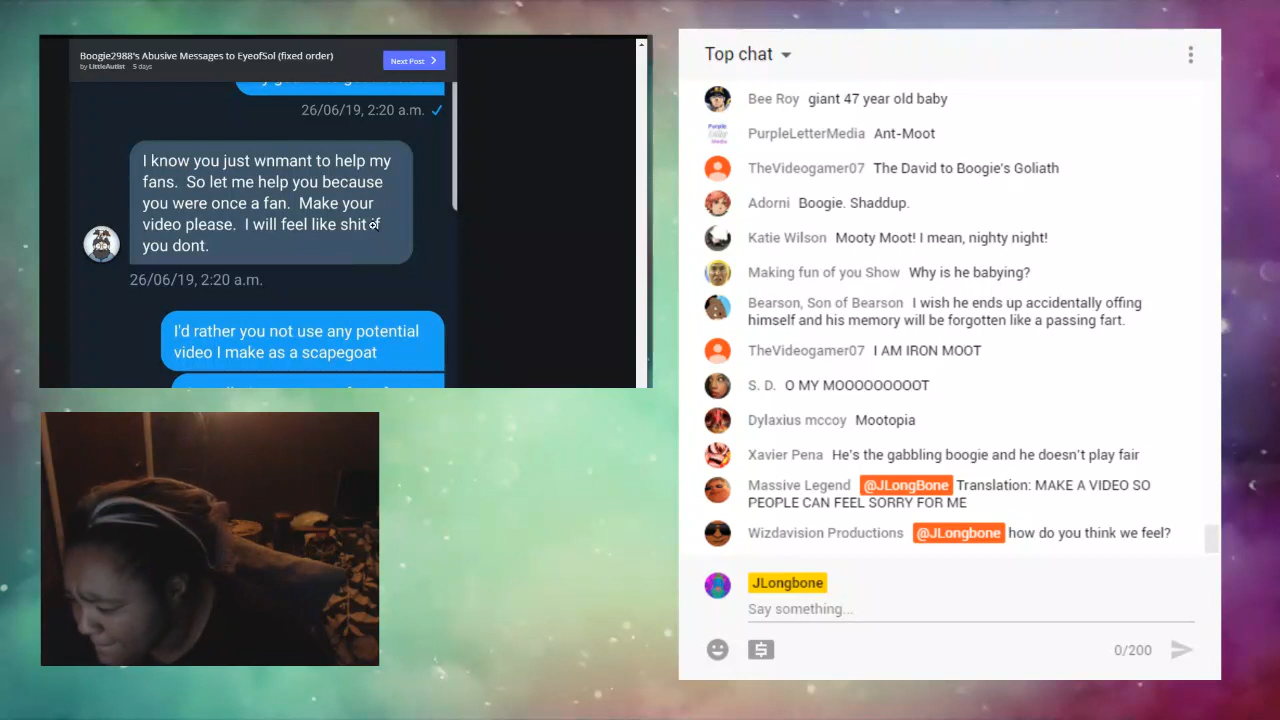 Boogie2988's Abusive Messages to EyeofSol (fixed order)
by LittleAutist 5 days
Next Post >
26/06/19, 2:20 a.m. ✓
I know you just wnmant to help my
fans. So let me help you because
you were once a fan. Make your
video please. I will feel like shit if
you dont.
26/06/19, 2:20 a.m.
I'd rather you not use any potential
video I make as a scapegoat
Top chat
Bee Roy giant 47 year old baby
PurpleLetterMedia Ant-Moot
TheVideogamer07 The David to Boogie's Goliath
Adorni Boogie. Shaddup.
Katie Wilson Mooty Moot! I mean, nighty night!
Making fun of you Show Why is he babying?
Bearson, Son of Bearson I wish he ends up accidentally offing
himself and his memory will be forgotten like a passing fart.
TheVideogamer07 I AM IRON MOOT
S. D. O MY MOOOOOOOOOT
Dylaxius mccoy Mootopia
Xavier Pena He's the gabbling boogie and he doesn't play fair
Massive Legend @JLongBone Translation: MAKE A VIDEO SO
PEOPLE CAN FEEL SORRY FOR ME
Wizdavision Productions @JLongbone how do you think we feel?
JLongbone
Say something...
0/200